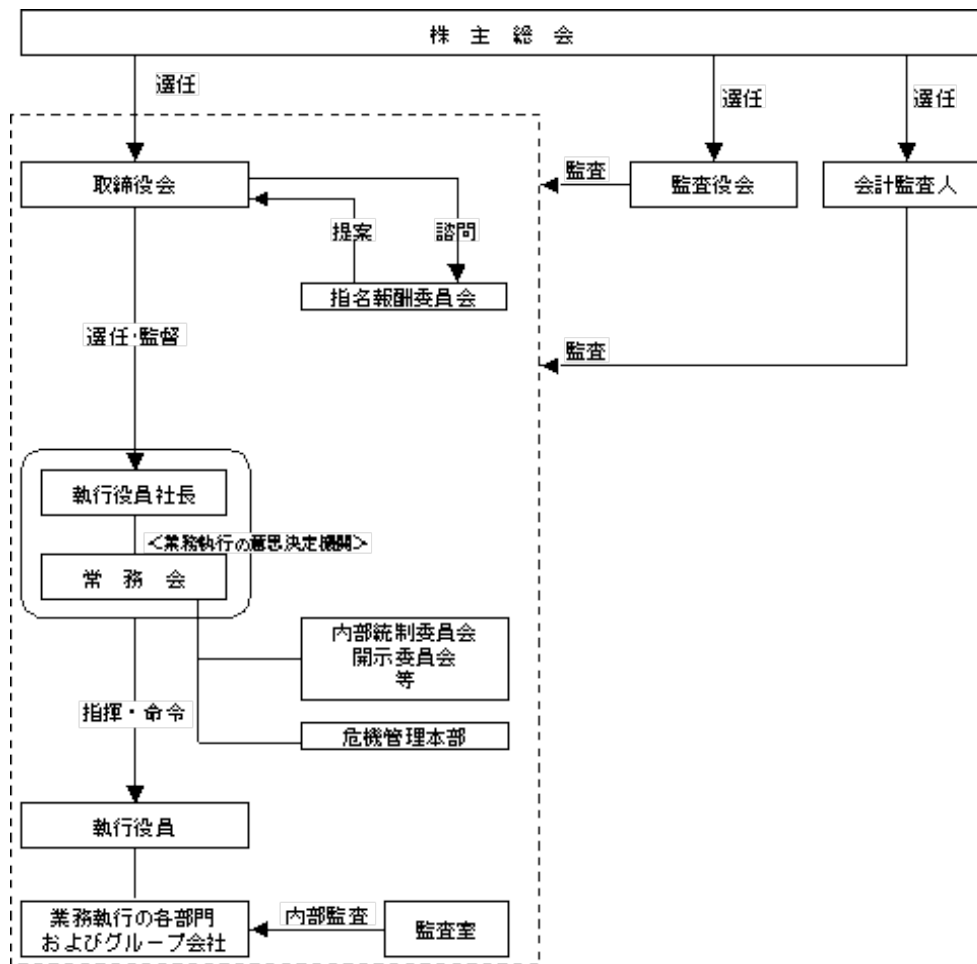 株 主 総 会
選任
選任
選任
取締役会
監査
監査役会
会計監査人
提案
諮問
指名報酬委員会
選任・監督
監査
執行役員社長
<業務執行の意思決定機関>
常 務 会
内部統制委員会
開示委員会
等
指揮・命令
危機管理本部
執行役員
業務執行の各部門
およびグループ会社
内部監査
監査室